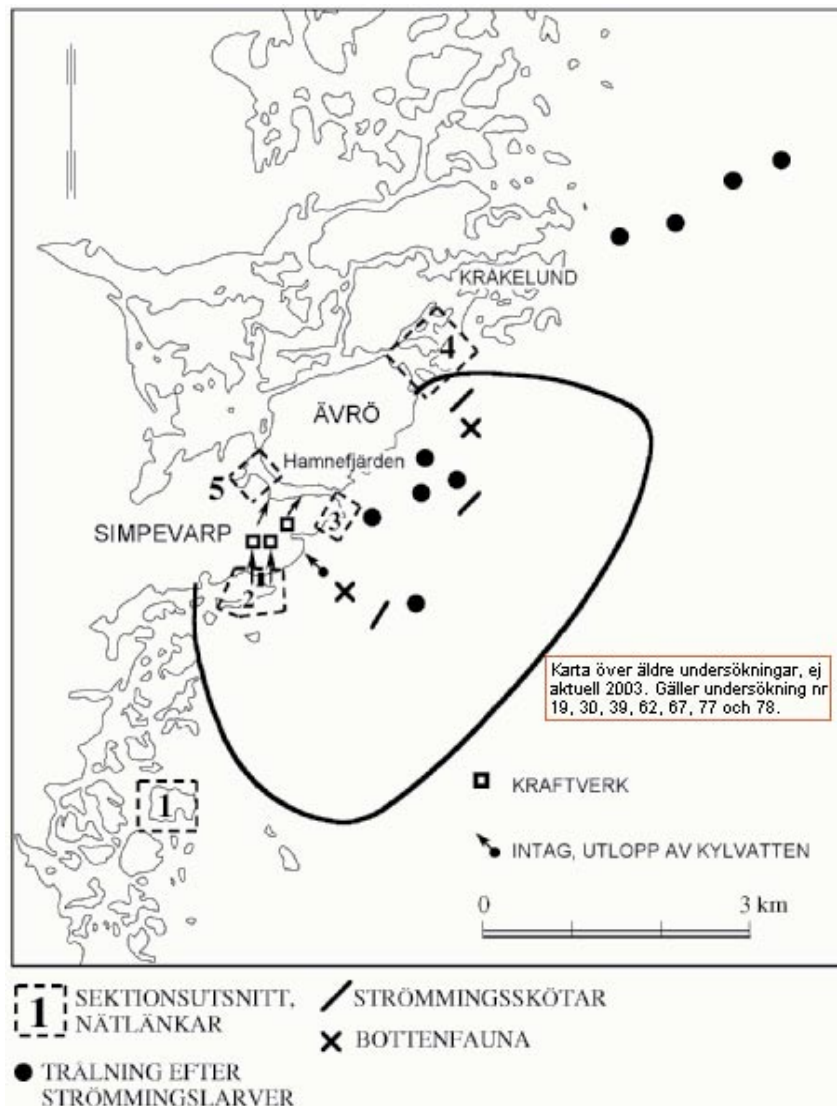 KRAKELUND
4
ÄVRÖ
Hamnefjärden
5
3
SIMPEVARP
2
1
Karta över äldre undersökningar, ej
aktuell 2003. Gäller undersökning nr
19, 30, 39, 62, 67, 77 och 78.
KRAFTVERK
INTAG, UTLOPP AV KYLVATTEN
0 3 km
1 SEKTIONSUTSNITT,
NÄTLÄNKAR
STRÖMMINGSSKÖTAR
BOTTENFAUNA
TRÅLNING EFTER
STRÖMMINGSLARVER